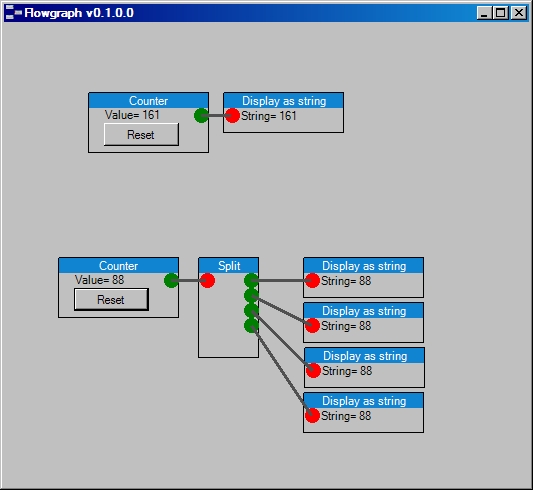 Flowgraph v0.1.0.0
Counter
Value= 161
Reset
Display as string
String= 161
Counter
Value= 88
Reset
Split
Display as string
String= 88
Display as string
String= 88
Display as string
String= 88
Display as string
String= 88